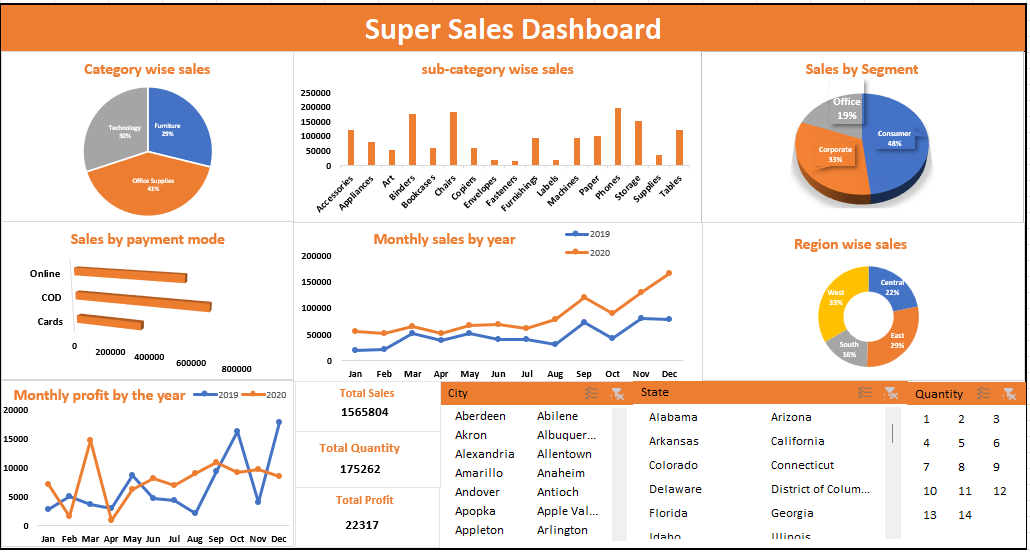 Super Sales Dashboard
Category wise sales
Technology
30%
Furniture
29%
Office Supplies
41%
sub-category wise sales
250000
200000
150000
100000
50000
0
Accessories
Appliances
Art
Binders
Bookcases
Chairs
Copiers
Envelopes
Fasteners
Furnishings
Labels
Machines
Paper
Phones
Storage
Supplies
Tables
Sales by Segment
Office
19%
Consumer
48%
Corporate
33%
Sales by payment mode
Online
COD
Cards
0 200000 400000 600000 800000
Monthly sales by year
2019
2020
200000
150000
100000
50000
0
Jan Feb Mar Apr May Jun Jul Aug Sep Oct Nov Dec
Region wise sales
West
33%
Central
22%
East
29%
South
16%
Monthly profit by the year
2019 2020
20000
15000
10000
5000
0
Jan Feb Mar Apr May Jun Jul Aug Sep Oct Nov Dec
Total Sales
1565804
Total Quantity
175262
Total Profit
22317
City
Aberdeen Abilene
Akron Albuquer...
Alexandria Allentown
Amarillo Anaheim
Andover Antioch
Apopka Apple Val...
Appleton Arlington
State
Alabama Arizona
Arkansas California
Colorado Connecticut
Delaware District of Colum...
Florida Georgia
Idaho Illinois
Quantity
1 2 3
4 5 6
7 8 9
10 11 12
13 14